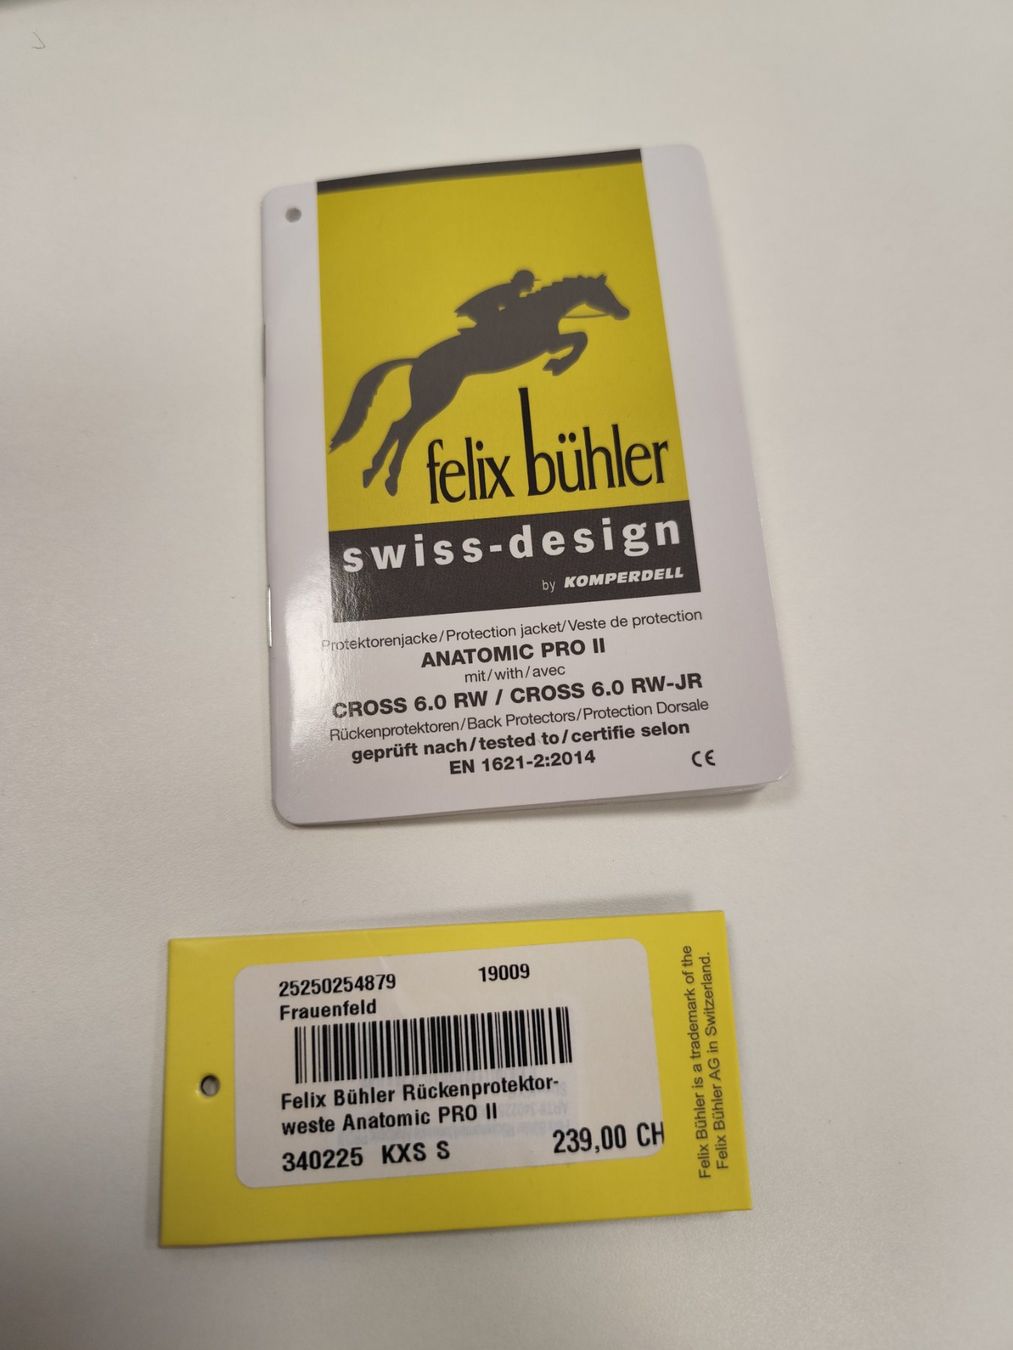 felix bühler
swiss-design
by KOMPERDELL
Protektorenjacke/Protection jacket/Veste de protection
ANATOMIC PRO II
mit/with/avec
CROSS 6.0 RW / CROSS 6.0 RW-JR
Rückenprotektoren/Back Protectors/Protection Dorsale
geprüft nach/tested to/certifie selon
EN 1621-2:2014
CE
25250254879 19009
Frauenfeld
Felix Bühler Rückenprotektor-
weste Anatomic PRO II
340225 KXS S 239,00 CH
Felix Bühler is a trademark of the
Felix Bühler AG in Switzerland.